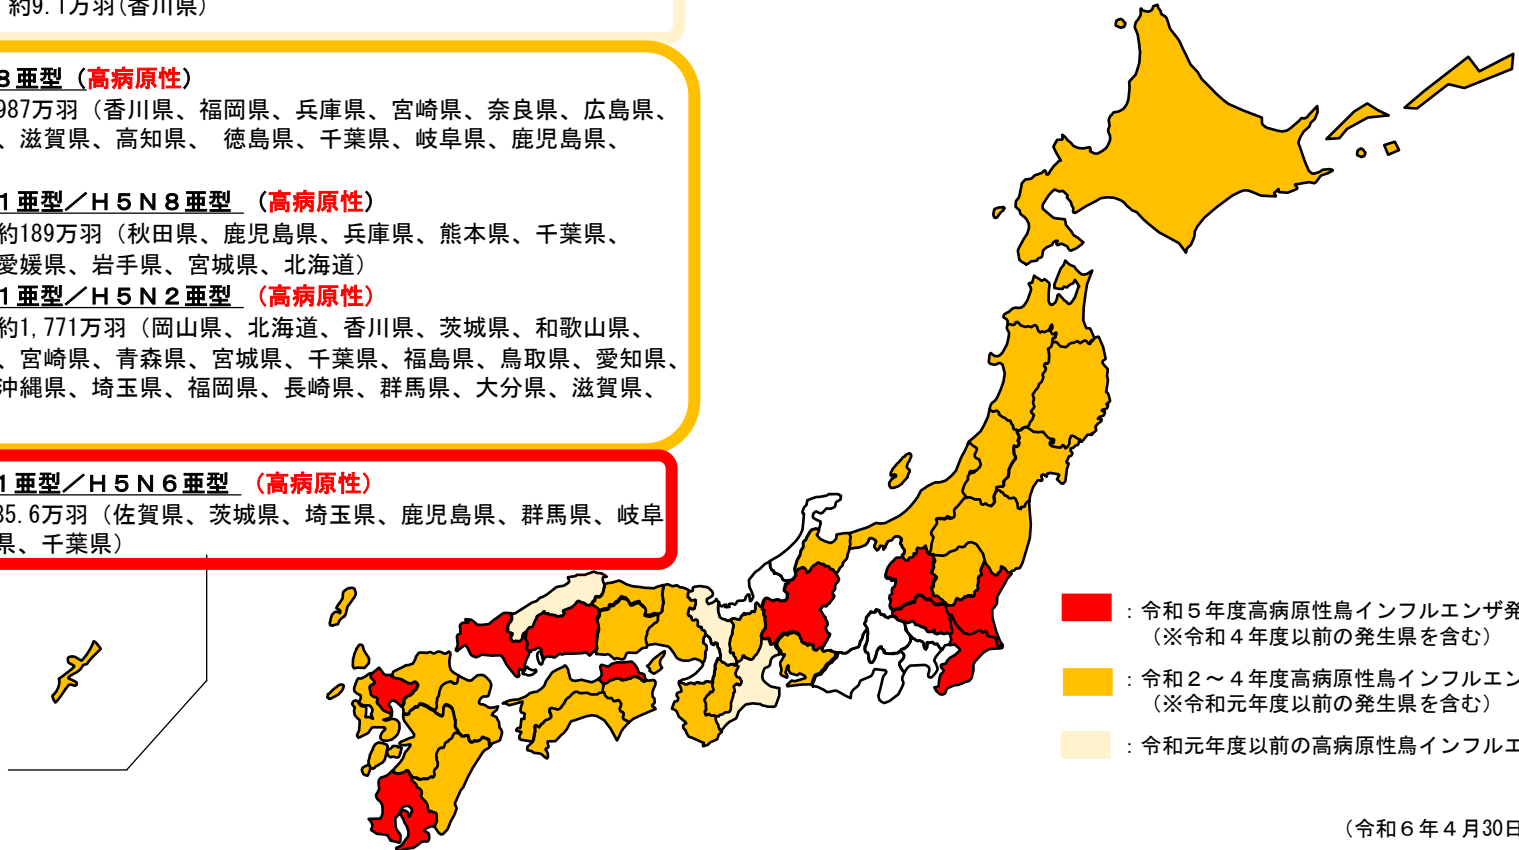 約9.1万羽(香川県)
８亜型（高病原性）
987万羽（香川県、福岡県、兵庫県、宮崎県、奈良県、広島県、
、滋賀県、高知県、 徳島県、千葉県、岐阜県、鹿児島県、
１亜型／Ｈ５Ｎ８亜型 （高病原性）
約189万羽（秋田県、鹿児島県、兵庫県、熊本県、千葉県、
愛媛県、岩手県、宮城県、北海道）
１亜型／Ｈ５Ｎ２亜型 （高病原性）
約1,771万羽（岡山県、北海道、香川県、茨城県、和歌山県、
、宮崎県、青森県、宮城県、千葉県、福島県、鳥取県、愛知県、
沖縄県、埼玉県、福岡県、長崎県、群馬県、大分県、滋賀県、
１亜型／Ｈ５Ｎ６亜型 （高病原性）
85.6万羽（佐賀県、茨城県、埼玉県、鹿児島県、群馬県、岐阜
県、千葉県）
：令和５年度高病原性鳥インフルエンザ発
（※令和４年度以前の発生県を含む）
：令和２～４年度高病原性鳥インフルエン
（※令和元年度以前の発生県を含む）
：令和元年度以前の高病原性鳥インフルエ
（令和６年４月30日